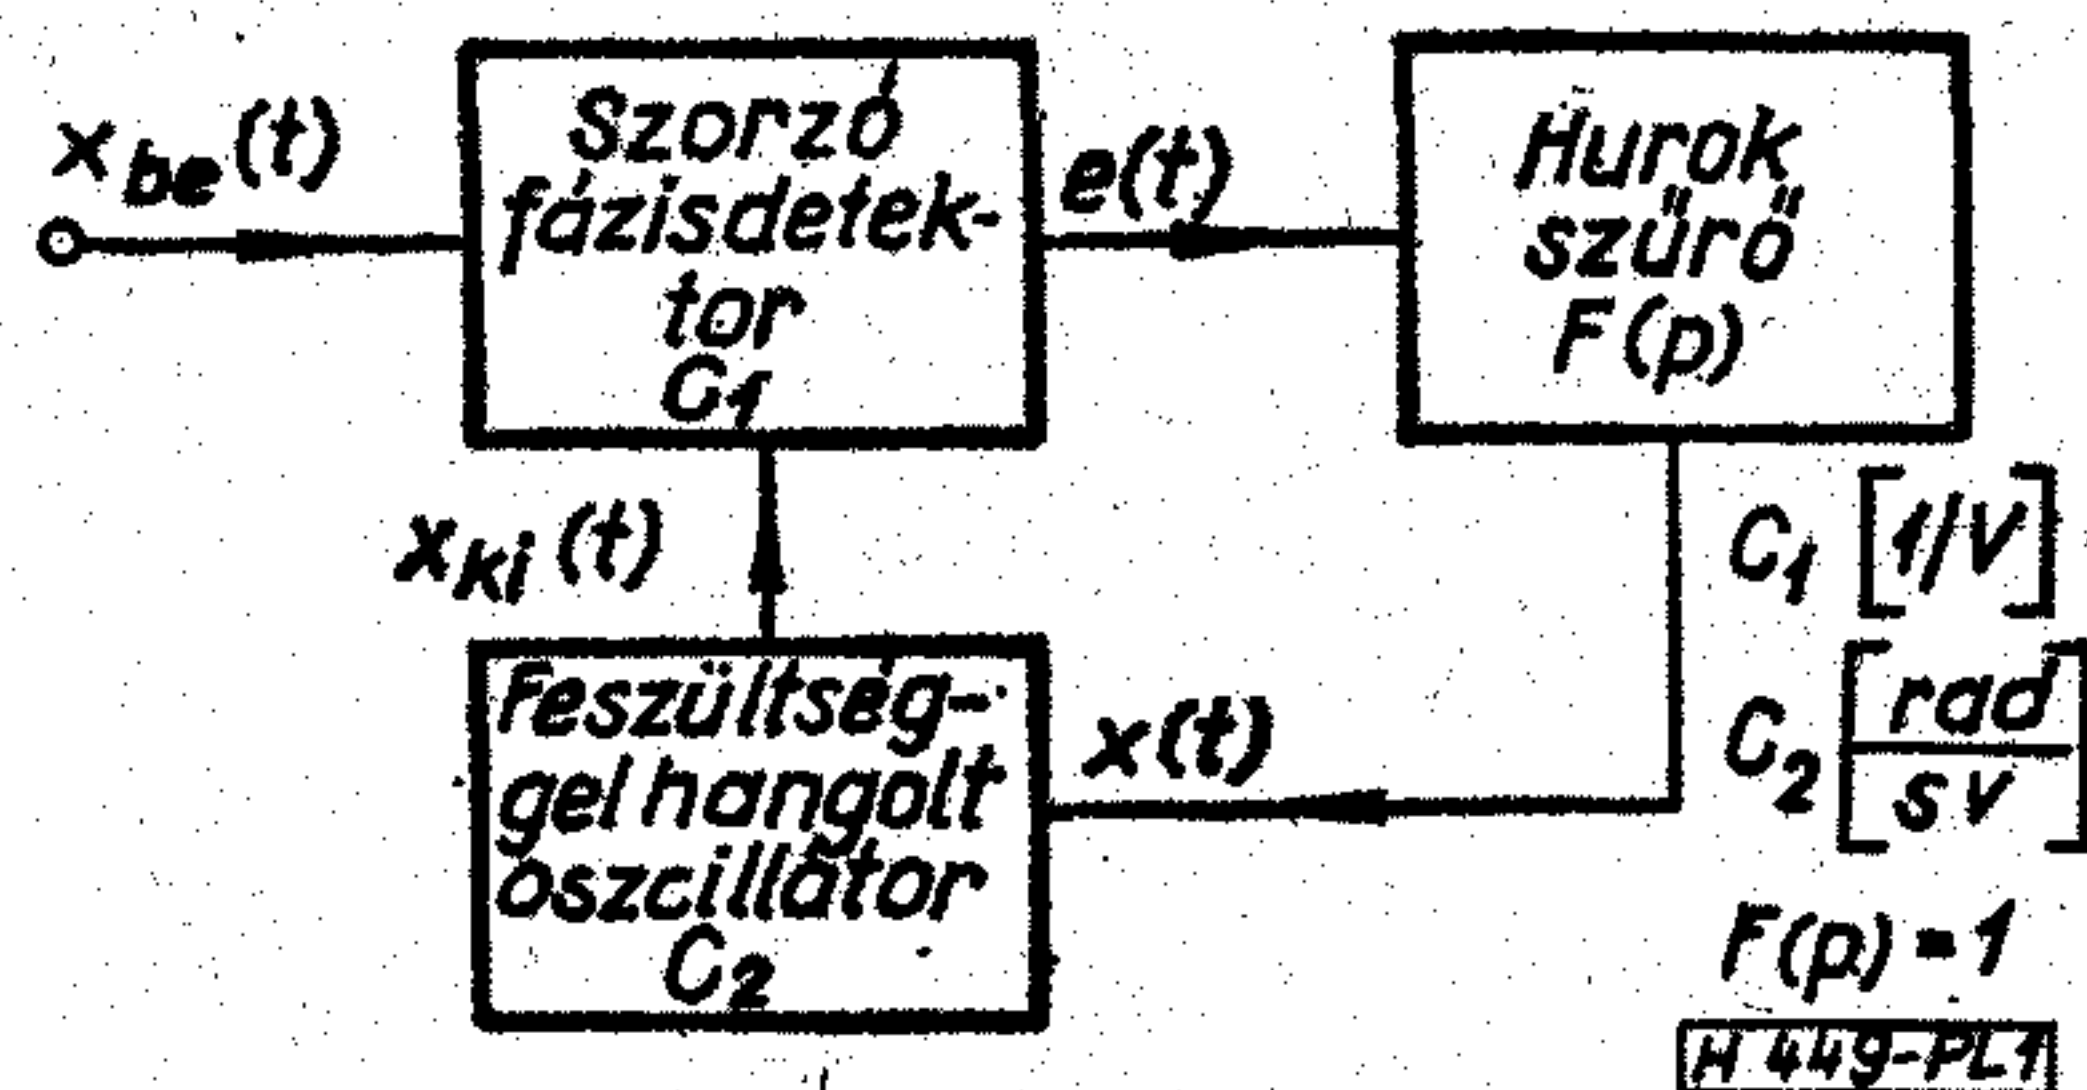 x_be(t)
Szorzó
fázisdetek-
tor
C1
e(t)
Hurok
szűrő
F(p)
x_ki(t)
Feszültség-
gel hangolt
oszcillátor
C2
x(t)
C1 [1/V]
C2 [rad/sV]
F(p) = 1
H 449-PL1